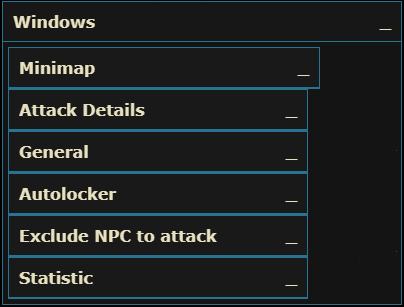 Windows _
Minimap _
Attack Details _
General _
Autolocker _
Exclude NPC to attack _
Statistic _